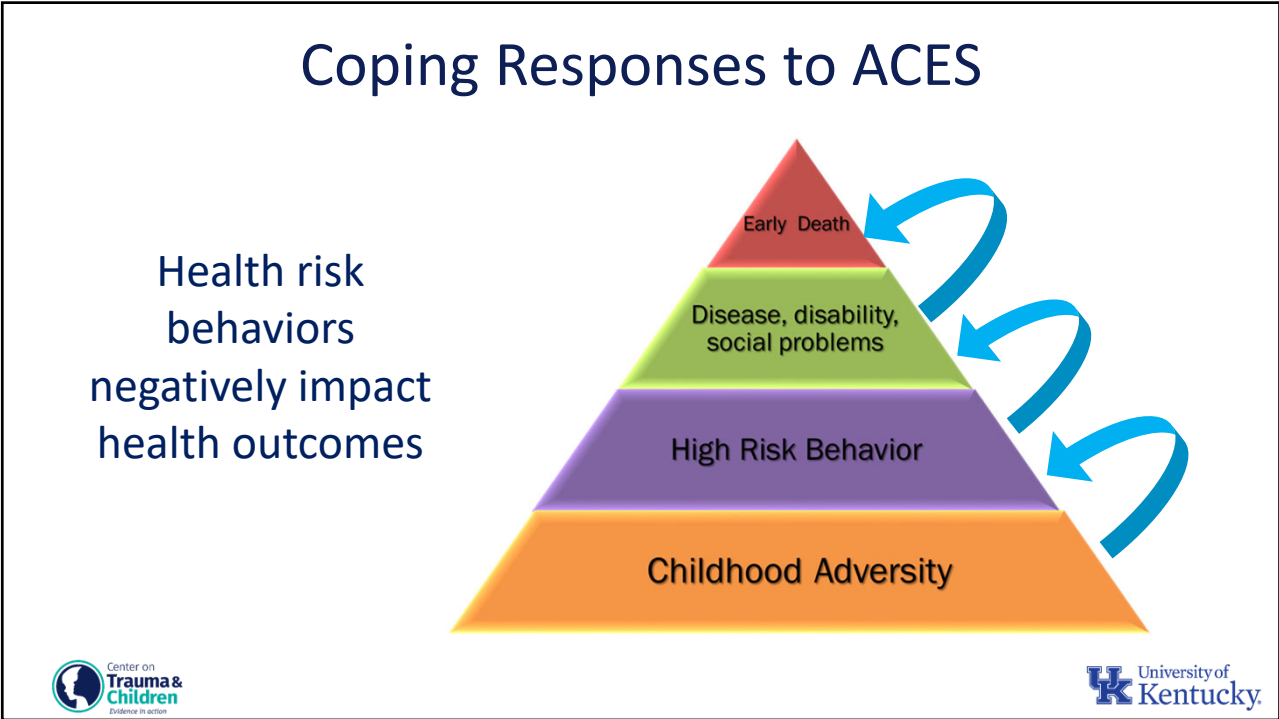 Coping Responses to ACES
Health risk
behaviors
negatively impact
health outcomes
Early Death
Disease, disability,
social problems
High Risk Behavior
Childhood Adversity
Center on
Trauma &
Children
Evidence in action
UK
University of
Kentucky.